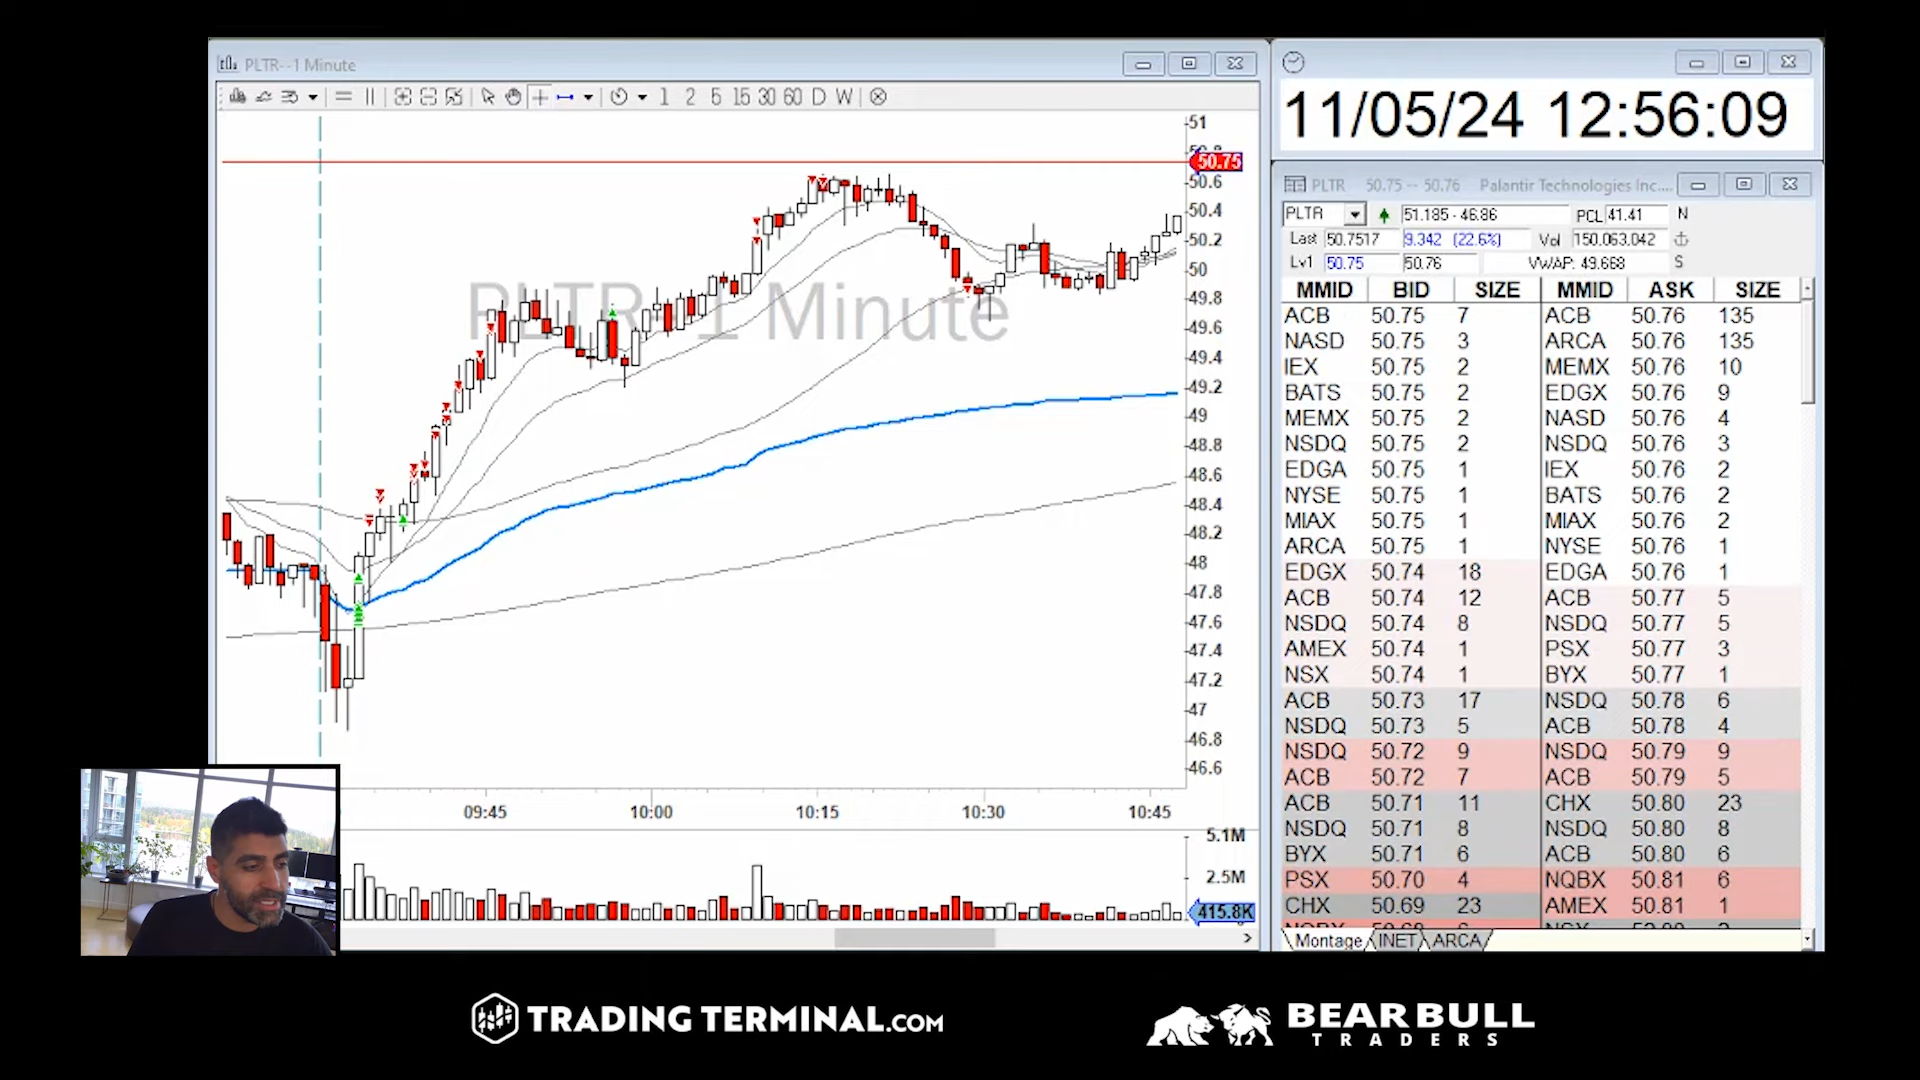 PLTR--1 Minute
1 2 5 15 30 60 D W
PLTR--1 Minute
51
50.75
50.6
50.4
50.2
50
49.8
49.6
49.4
49.2
49
48.8
48.6
48.4
48.2
48
47.8
47.6
47.4
47.2
47
46.8
46.6
09:45 10:00 10:15 10:30 10:45
5.1M
2.5M
415.8K
11/05/24 12:56:09
PLTR 50.75 -- 50.76 Palantir Technologies Inc....
PLTR 51.185 - 46.86 PCL 41.41 N
Last 50.7517 9.342 (22.6%) Vol 150,063,042
Lv1 50.75 50.76 VWAP: 49.668 S
MMID BID SIZE MMID ASK SIZE
ACB 50.75 7 ACB 50.76 135
NASD 50.75 3 ARCA 50.76 135
IEX 50.75 2 MEMX 50.76 10
BATS 50.75 2 EDGX 50.76 9
MEMX 50.75 2 NASD 50.76 4
NSDQ 50.75 2 NSDQ 50.76 3
EDGA 50.75 1 IEX 50.76 2
NYSE 50.75 1 BATS 50.76 2
MIAX 50.75 1 MIAX 50.76 2
ARCA 50.75 1 NYSE 50.76 1
EDGX 50.74 18 EDGA 50.76 1
ACB 50.74 12 ACB 50.77 5
NSDQ 50.74 8 NSDQ 50.77 5
AMEX 50.74 1 PSX 50.77 3
NSX 50.74 1 BYX 50.77 1
ACB 50.73 17 NSDQ 50.78 6
NSDQ 50.73 5 ACB 50.78 4
NSDQ 50.72 9 NSDQ 50.79 9
ACB 50.72 7 ACB 50.79 5
ACB 50.71 11 CHX 50.80 23
NSDQ 50.71 8 NSDQ 50.80 8
BYX 50.71 6 ACB 50.80 6
PSX 50.70 4 NQBX 50.81 6
CHX 50.69 23 AMEX 50.81 1
Montage INET ARCA
TRADING TERMINAL.COM
BEAR BULL
TRADERS